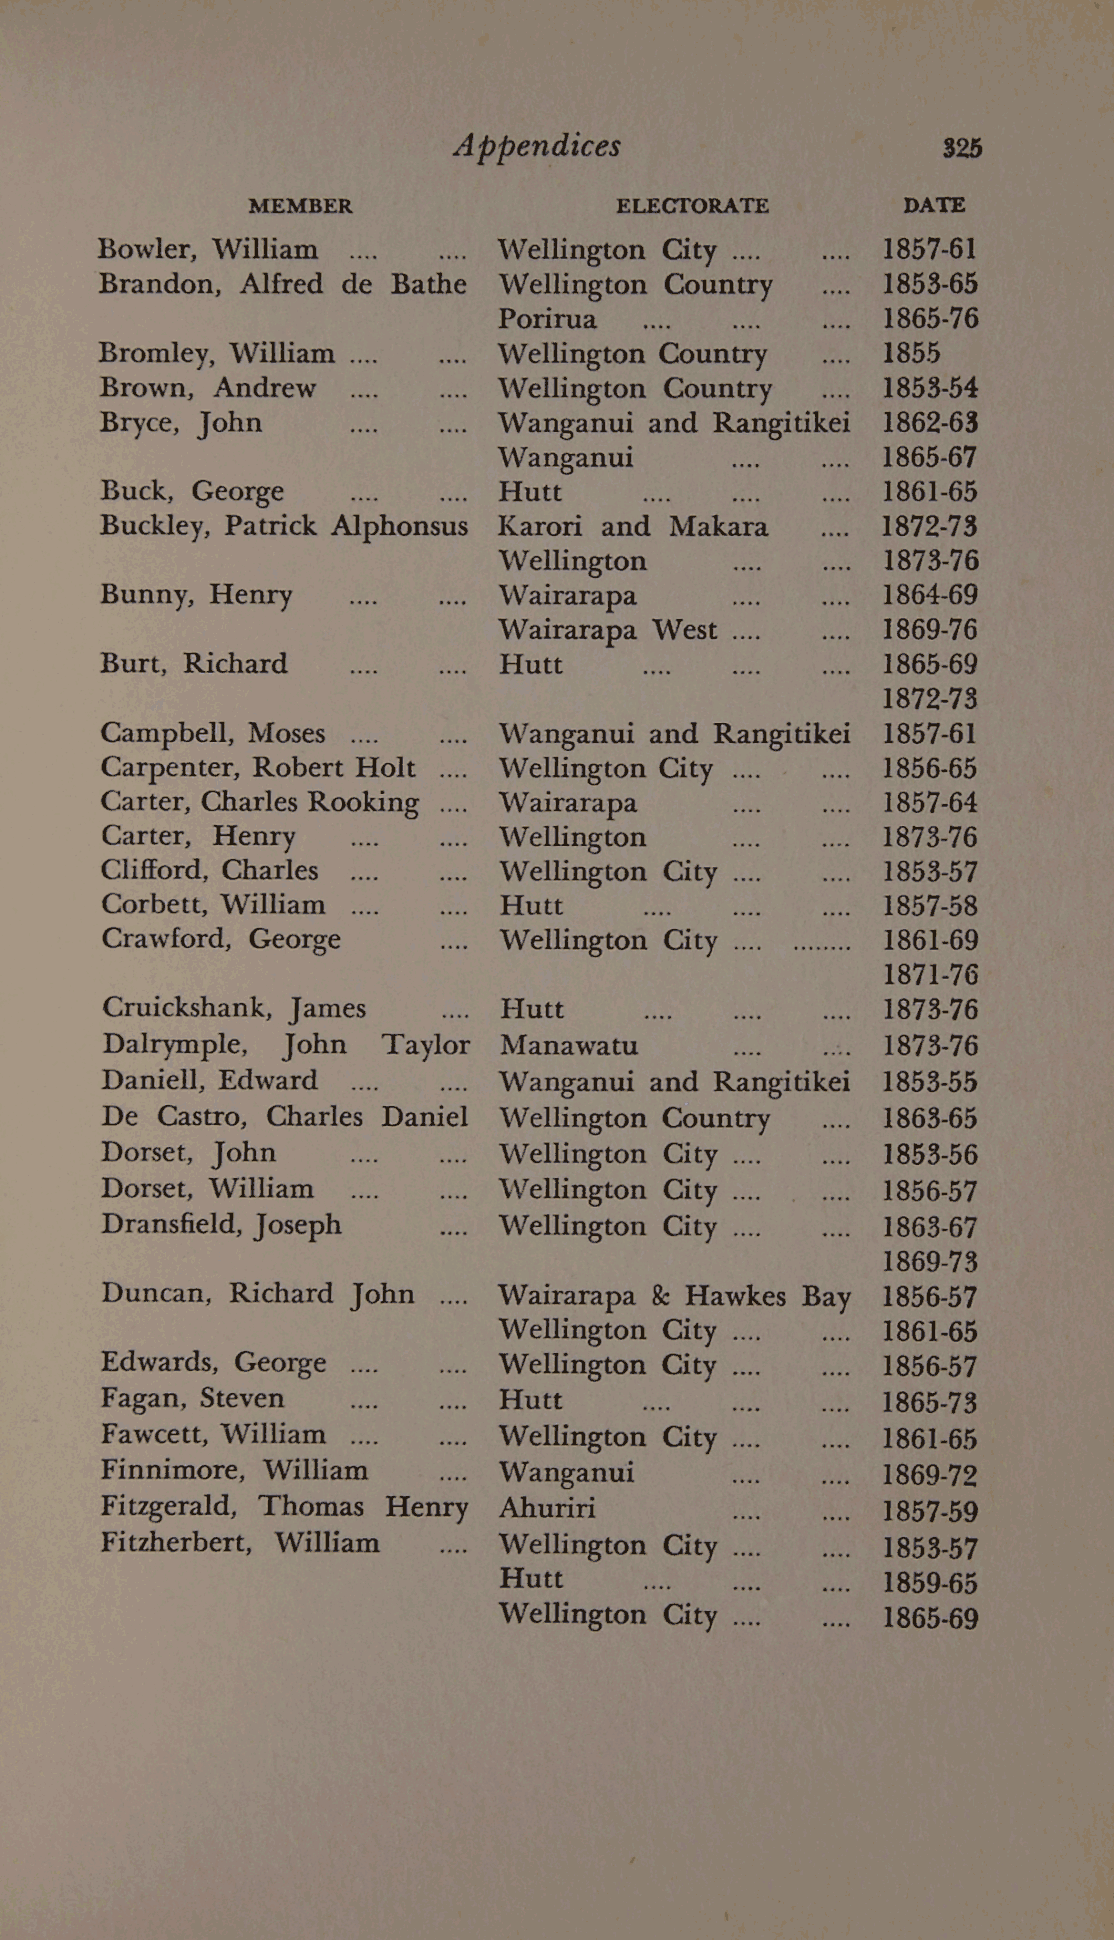 Appendices 325
MEMBER ELECTORATE DATE
Bowler, William .... .... Wellington City .... .... 1857-61
Brandon, Alfred de Bathe Wellington Country .... 1853-65
Porirua .... .... .... 1865-76
Bromley, William .... .... Wellington Country .... 1855
Brown, Andrew .... .... Wellington Country .... 1853-54
Bryce, John .... .... Wanganui and Rangitikei 1862-63
Wanganui .... .... 1865-67
Buck, George .... .... Hutt .... .... .... 1861-65
Buckley, Patrick Alphonsus Karori and Makara .... 1872-73
Wellington .... .... 1873-76
Bunny, Henry .... .... Wairarapa .... .... 1864-69
Wairarapa West .... .... 1869-76
Burt, Richard .... .... Hutt .... .... .... 1865-69
1872-73
Campbell, Moses .... .... Wanganui and Rangitikei 1857-61
Carpenter, Robert Holt .... Wellington City .... .... 1856-65
Carter, Charles Rooking .... Wairarapa .... .... 1857-64
Carter, Henry .... .... Wellington .... .... 1873-76
Clifford, Charles .... .... Wellington City .... .... 1853-57
Corbett, William .... .... Hutt .... .... .... 1857-58
Crawford, George .... Wellington City .... ........ 1861-69
1871-76
Cruickshank, James .... Hutt .... .... .... 1873-76
Dalrymple, John Taylor Manawatu .... .... 1873-76
Daniell, Edward .... .... Wanganui and Rangitikei 1853-55
De Castro, Charles Daniel Wellington Country .... 1863-65
Dorset, John .... .... Wellington City .... .... 1853-56
Dorset, William .... .... Wellington City .... .... 1856-57
Dransfield, Joseph .... Wellington City .... .... 1863-67
1869-73
Duncan, Richard John .... Wairarapa & Hawkes Bay 1856-57
Wellington City .... .... 1861-65
Edwards, George .... .... Wellington City .... .... 1856-57
Fagan, Steven .... .... Hutt .... .... .... 1865-73
Fawcett, William .... .... Wellington City .... .... 1861-65
Finnimore, William .... Wanganui .... .... 1869-72
Fitzgerald, Thomas Henry Ahuriri .... .... 1857-59
Fitzherbert, William .... Wellington City .... .... 1853-57
Hutt .... .... .... 1859-65
Wellington City .... .... 1865-69